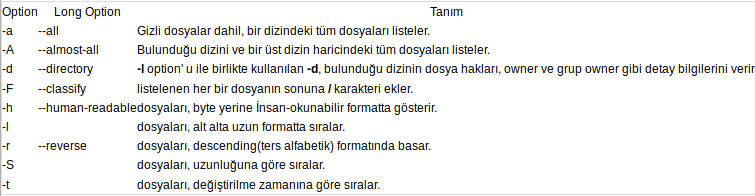 Option Long Option Tanım
-a --all Gizli dosyalar dahil, bir dizindeki tüm dosyaları listeler.
-A --almost-all Bulunduğu dizini ve bir üst dizin haricindeki tüm dosyaları listeler.
-d --directory -l option' u ile birlikte kullanılan -d, bulunduğu dizinin dosya hakları, owner ve grup owner gibi detay bilgilerini verir
-F --classify listelenen her bir dosyanın sonuna / karakteri ekler.
-h --human-readable dosyaları, byte yerine İnsan-okunabilir formatta gösterir.
-l dosyaları, alt alta uzun formatta sıralar.
-r --reverse dosyaları, descending(ters alfabetik) formatında basar.
-S dosyaları, uzunluğuna göre sıralar.
-t dosyaları, değiştirilme zamanına göre sıralar.